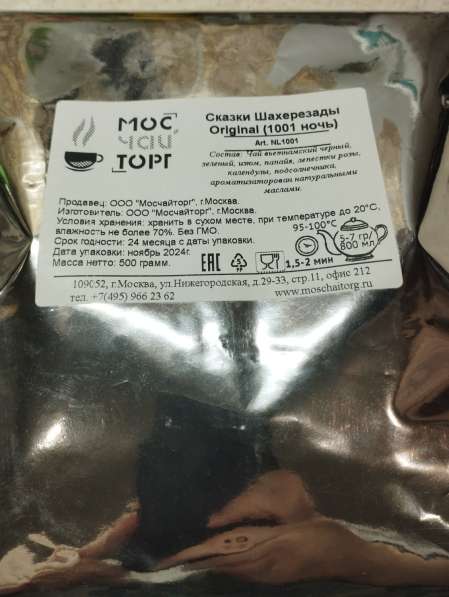 МОС
ЧАЙ
ТОРГ
Сказки Шахерезады
Original (1001 ночь)
Art. NL1001
Состав: Чай вьетнамский черный,
зеленый, изюм, папайя, лепестки розы,
календулы, подсолнечника,
ароматизирован натуральными
маслами.
Продавец: ООО "Мосчайторг", г.Москва.
Изготовитель: ООО "Мосчайторг", г.Москва.
Условия хранения: хранить в сухом месте, при температуре до 20°C,
влажность не более 70%. Без ГМО.
Срок годности: 24 месяца с даты упаковки.
Дата упаковки: ноябрь 2024г.
Масса нетто: 500 грамм.
95-100°C
5-7 гр/
800 мл
ЕАС
5
PP
1,5-2 мин
109052, г.Москва, ул.Нижегородская, д.29-33, стр.11, офис 212
тел. +7(495) 966 23 62
www.moschaitorg.ru